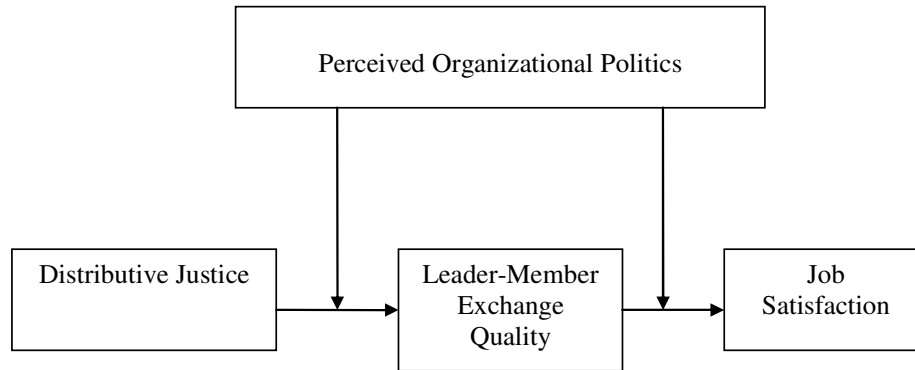 Perceived Organizational Politics
Distributive Justice
Leader-Member
Exchange
Quality
Job
Satisfaction